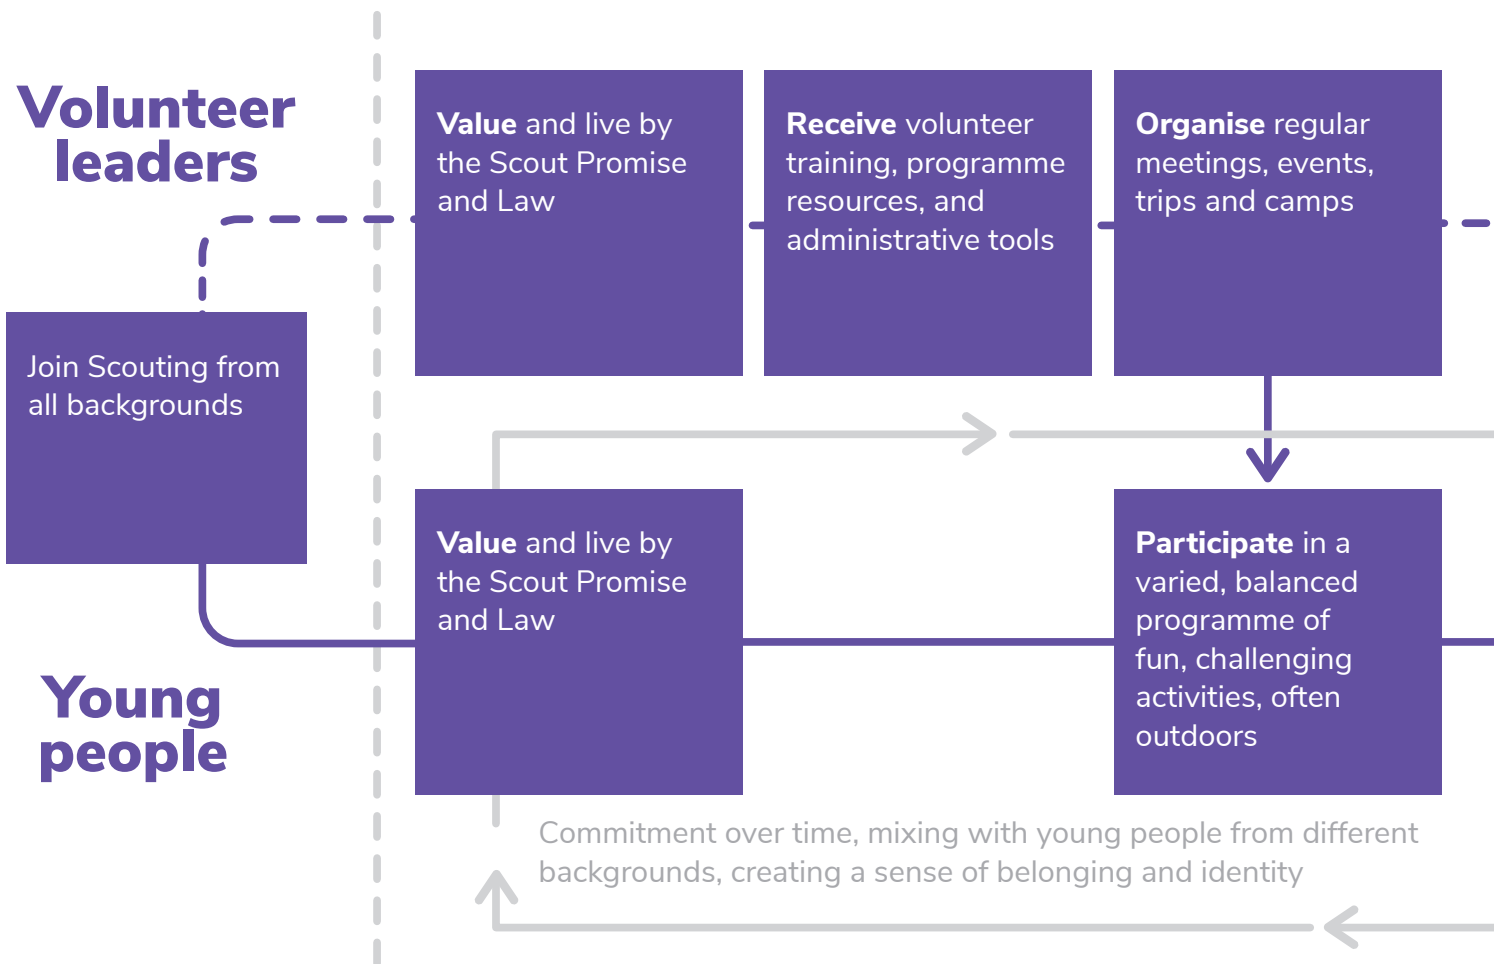 Volunteer
leaders
Value and live by
the Scout Promise
and Law
Receive volunteer
training, programme
resources, and
administrative tools
Organise regular
meetings, events,
trips and camps
Join Scouting from
all backgrounds
Young
people
Value and live by
the Scout Promise
and Law
Participate in a
varied, balanced
programme of
fun, challenging
activities, often
outdoors
Commitment over time, mixing with young people from different
backgrounds, creating a sense of belonging and identity